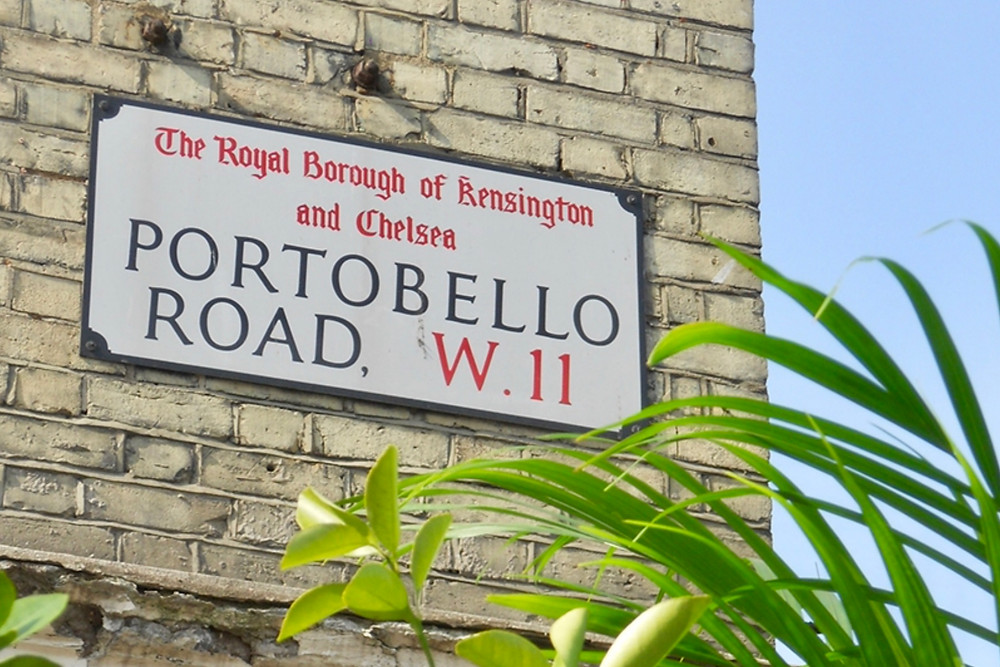 The Royal Borough of Kensington
and Chelsea
PORTOBELLO
ROAD, W.11